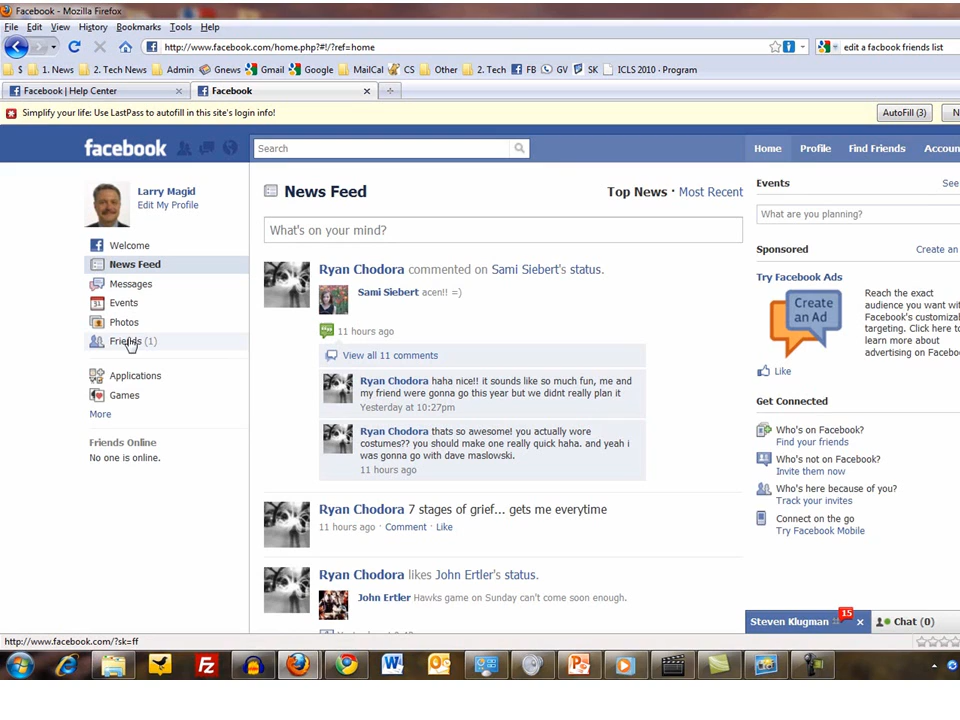 Facebook - Mozilla Firefox
File Edit View History Bookmarks Tools Help
http://www.facebook.com/home.php?#!/?ref=home
edit a facbook friends list
$ 1. News 2. Tech News Admin Gnews Gmail Google MailCal CS Other 2. Tech FB GV SK ICLS 2010 - Program
Facebook | Help Center
Facebook
Simplify your life: Use LastPass to autofill in this site's login info!
AutoFill (3)
N
facebook
Search
Home Profile Find Friends Accoun
Larry Magid
Edit My Profile
Welcome
News Feed
Messages
31
Events
Photos
Friends (1)
Applications
Games
More
Friends Online
No one is online.
News Feed
Top News · Most Recent
What's on your mind?
Ryan Chodora commented on Sami Siebert's status.
Sami Siebert acen!! =)
11 hours ago
View all 11 comments
Ryan Chodora haha nice!! it sounds like so much fun, me and
my friend were gonna go this year but we didnt really plan it
Yesterday at 10:27pm
Ryan Chodora thats so awesome! you actually wore
costumes?? you should make one really quick haha. and yeah i
was gonna go with dave maslowski.
11 hours ago
Ryan Chodora 7 stages of grief... gets me everytime
11 hours ago · Comment · Like
Ryan Chodora likes John Ertler's status.
John Ertler Hawks game on Sunday can't come soon enough.
Events
See
What are you planning?
Sponsored
Create an
Try Facebook Ads
Create
an Ad
Reach the exact
audience you want wit
Facebook's customizal
targeting. Click here to
learn more about
advertising on Facebo
Like
Get Connected
Who's on Facebook?
Find your friends
Who's not on Facebook?
Invite them now
Who's here because of you?
Track your invites
Connect on the go
Try Facebook Mobile
Steven Klugman
15
x
Chat (0)
http://www.facebook.com/?sk=ff